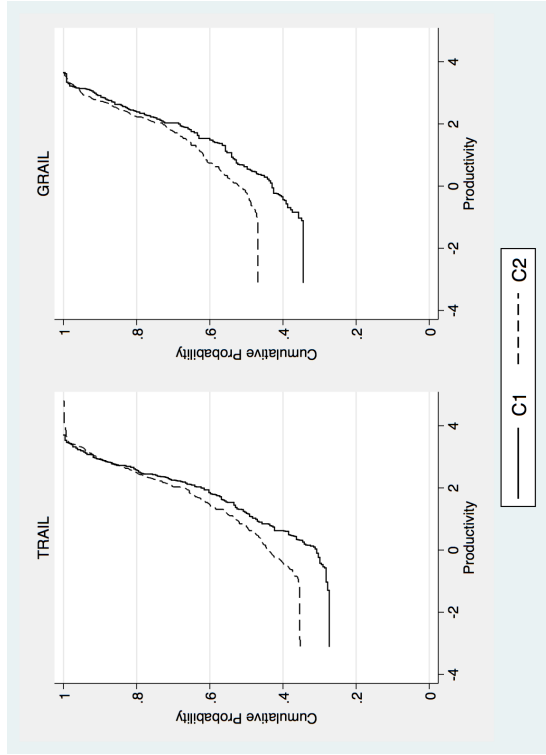 GRAIL
1
.8
.6
.4
.2
0
Cumulative Probability
-4 -2 0 2 4
Productivity
TRAIL
1
.8
.6
.4
.2
0
Cumulative Probability
-4 -2 0 2 4
Productivity
C1 C2